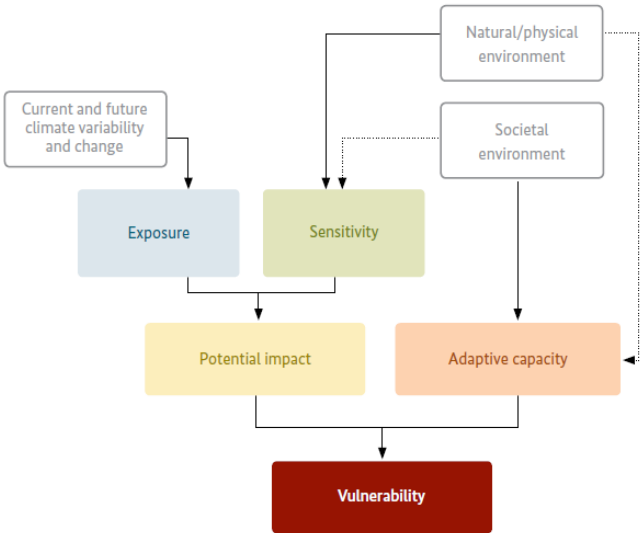 Natural/physical
environment
Current and future
climate variability
and change
Societal
environment
Exposure
Sensitivity
Potential impact
Adaptive capacity
Vulnerability